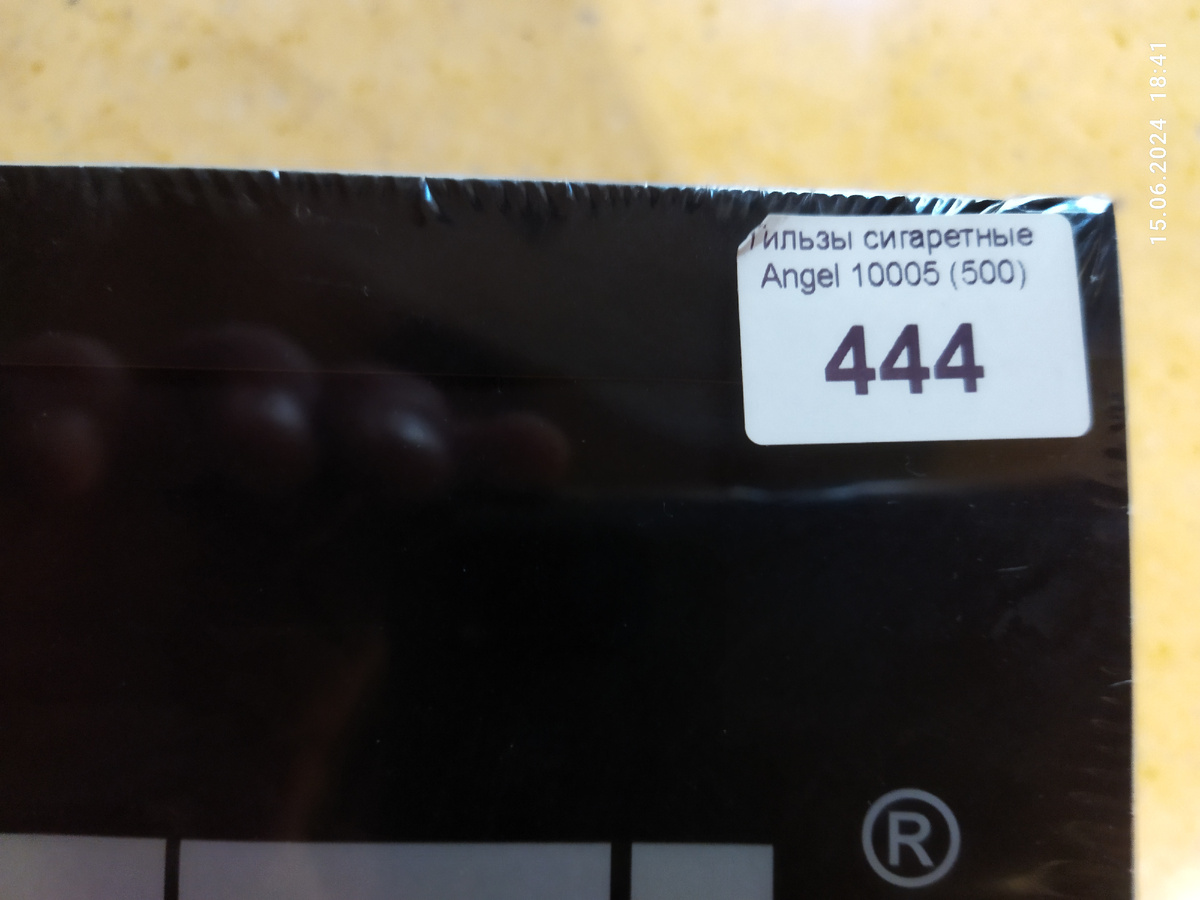 Гильзы сигаретные
Angel 10005 (500)
444
®
15.06.2024 18:41